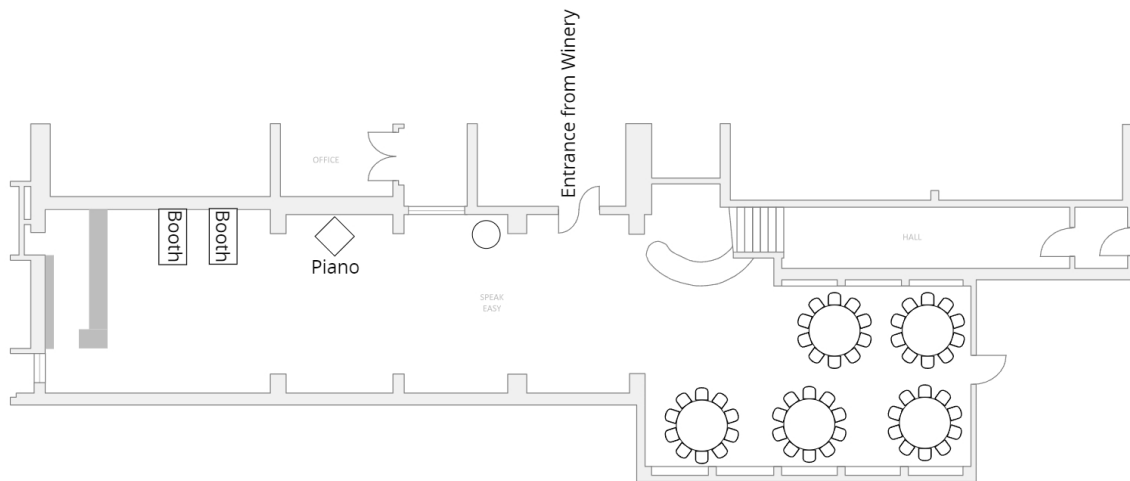 Entrance from Winery
OFFICE
Booth
Booth
Piano
HALL
SPEAK
EASY